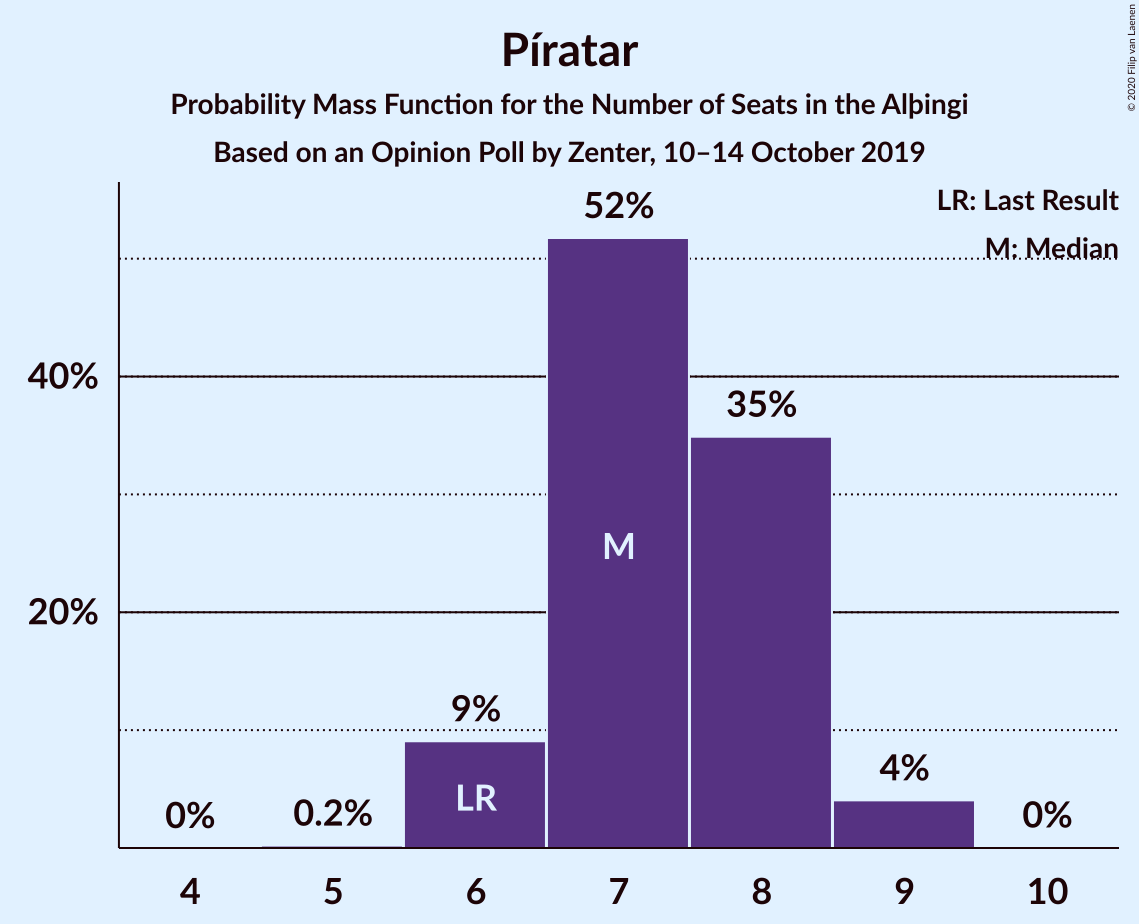 Píratar
Probability Mass Function for the Number of Seats in the Alþingi
Based on an Opinion Poll by Zenter, 10–14 October 2019
© 2020 Filip van Laenen
LR: Last Result
M: Median
52%
40%
35%
M
20%
9%
LR
4%
0%
0.2%
0%
4 5 6 7 8 9 10